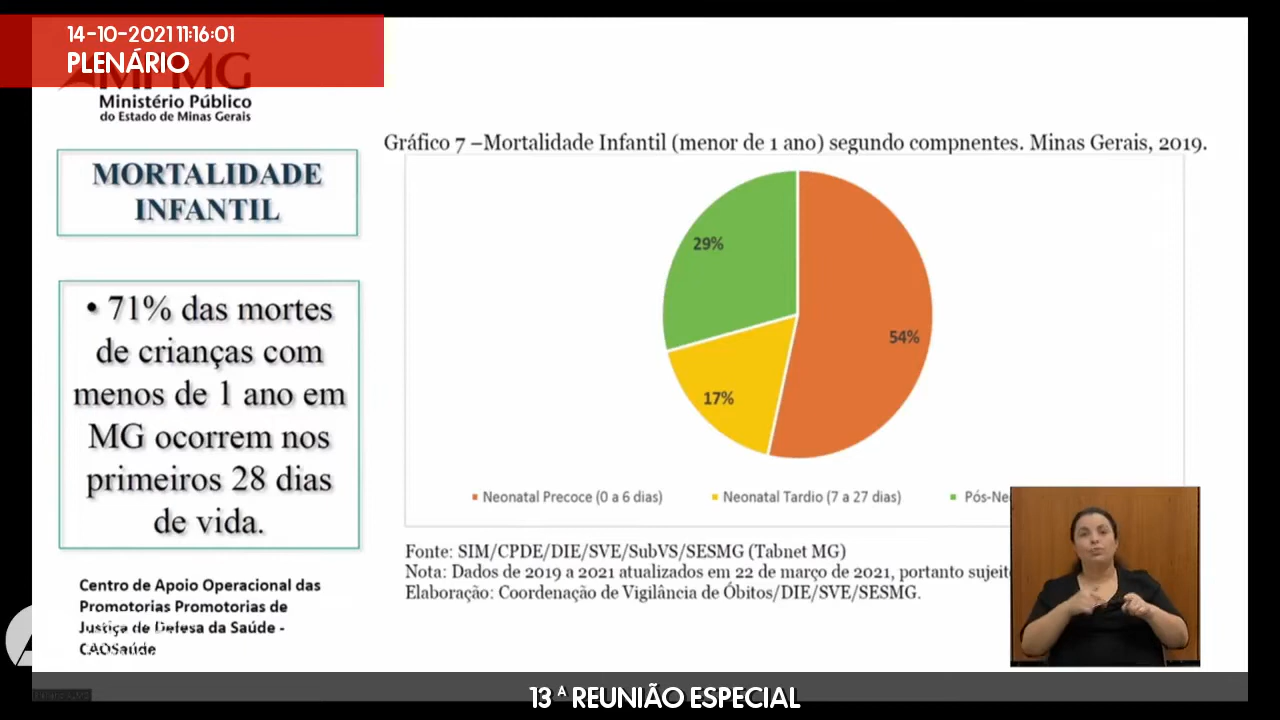 14-10-2021 11:16:01
PLENÁRIO
MPMG
Ministério Público
do Estado de Minas Gerais
MORTALIDADE
INFANTIL
• 71% das mortes
de crianças com
menos de 1 ano em
MG ocorrem nos
primeiros 28 dias
de vida.
Centro de Apoio Operacional das
Promotorias Promotorias de
Justiça de Defesa da Saúde -
CAOSaúde
Gráfico 7 –Mortalidade Infantil (menor de 1 ano) segundo compnentes. Minas Gerais, 2019.
29%
54%
17%
Neonatal Precoce (0 a 6 dias)
Neonatal Tardio (7 a 27 dias)
Fonte: SIM/CPDE/DIE/SVE/SubVS/SESMG (Tabnet MG)
Nota: Dados de 2019 a 2021 atualizados em 22 de março de 2021, portanto
Elaboração: Coordenação de Vigilância de Óbitos/DIE/SVE/SESMG.
13ª REUNIÃO ESPECIAL